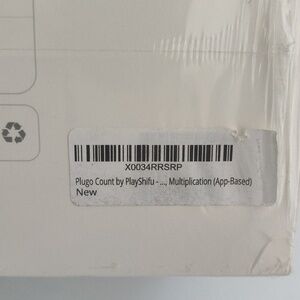 X0034RRSRP
Plugo Count by PlayShifu - ..., Multiplication (App-Based)
New